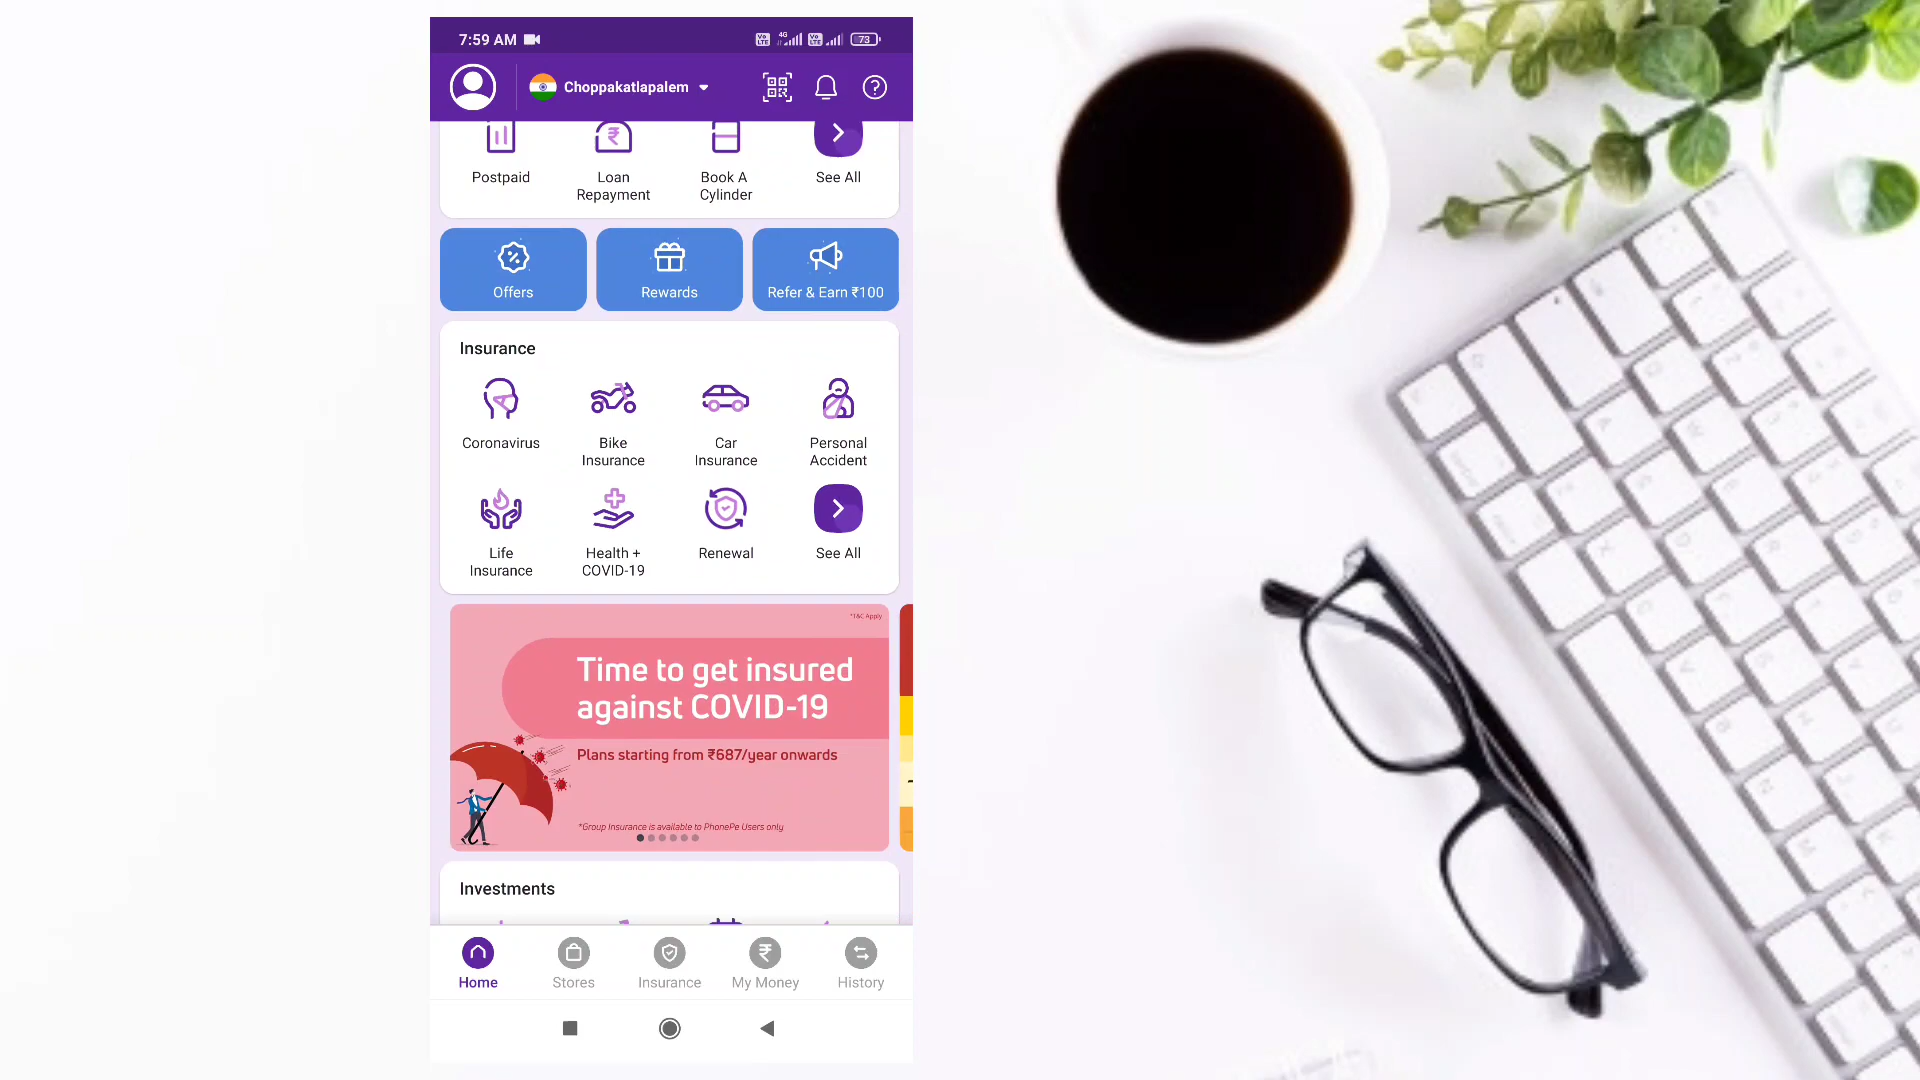 7:59 AM
4G
73
Choppakatlapalem
Postpaid
Loan
Repayment
Book A
Cylinder
See All
Offers
Rewards
Refer & Earn ₹100
Insurance
Coronavirus
Bike
Insurance
Car
Insurance
Personal
Accident
Life
Insurance
Health +
COVID-19
Renewal
See All
*T&C Apply
Time to get insured
against COVID-19
Plans starting from ₹687/year onwards
*Group Insurance is available to PhonePe Users only
Investments
Home
Stores
Insurance
My Money
History